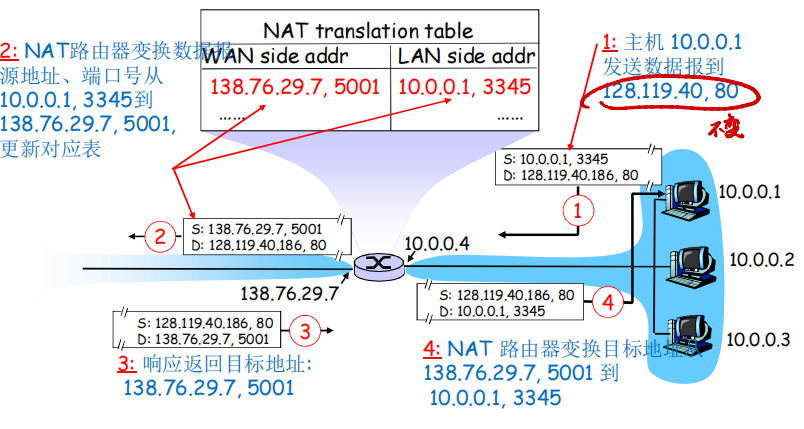 NAT translation table
WAN side addr
LAN side addr
138.76.29.7, 5001
10.0.0.1, 3345
……
……
2: NAT路由器变换数据报
源地址、端口号从
10.0.0.1, 3345到
138.76.29.7, 5001,
更新对应表
1: 主机 10.0.0.1
发送数据报到
128.119.40, 80
不变
S: 10.0.0.1, 3345
D: 128.119.40.186, 80
1
10.0.0.1
2
S: 138.76.29.7, 5001
D: 128.119.40.186, 80
10.0.0.4
10.0.0.2
138.76.29.7
S: 128.119.40.186, 80
D: 10.0.0.1, 3345
4
S: 128.119.40.186, 80
D: 138.76.29.7, 5001
3
10.0.0.3
3: 响应返回目标地址:
138.76.29.7, 5001
4: NAT 路由器变换目标地址从
138.76.29.7, 5001 到
10.0.0.1, 3345